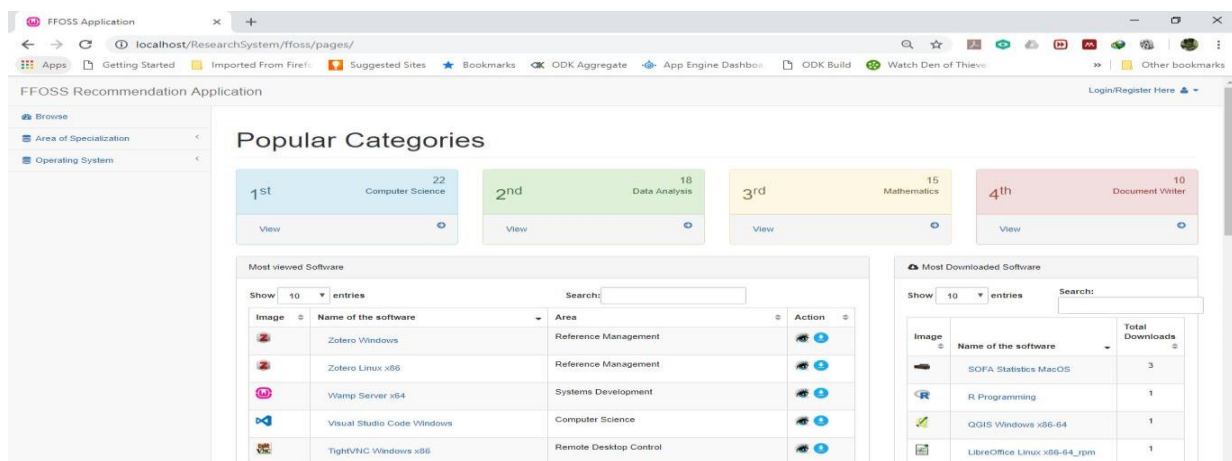 FFOSS Application
localhost/ResearchSystem/ffoss/pages/
Apps Getting Started Imported From Firef Suggested Sites Bookmarks ODK Aggregate App Engine Dashboa ODK Build Watch Den of Thieve » Other bookmarks
FFOSS Recommendation Application
Login/Register Here
Browse
Area of Specialization
Operating System
Popular Categories
1st
22
Computer Science
View
2nd
18
Data Analysis
View
3rd
15
Mathematics
View
4th
10
Document Writer
View
Most viewed Software
Show 10 entries Search:
Image Name of the software Area Action
Zotero Windows Reference Management
Zotero Linux x86 Reference Management
Wamp Server x64 Systems Development
Visual Studio Code Windows Computer Science
TightVNC Windows x86 Remote Desktop Control
Most Downloaded Software
Show 10 entries Search:
Image Name of the software Total Downloads
SOFA Statistics MacOS 3
R Programming 1
QGIS Windows x86-64 1
LibreOffice Linux x86-64_rpm 1